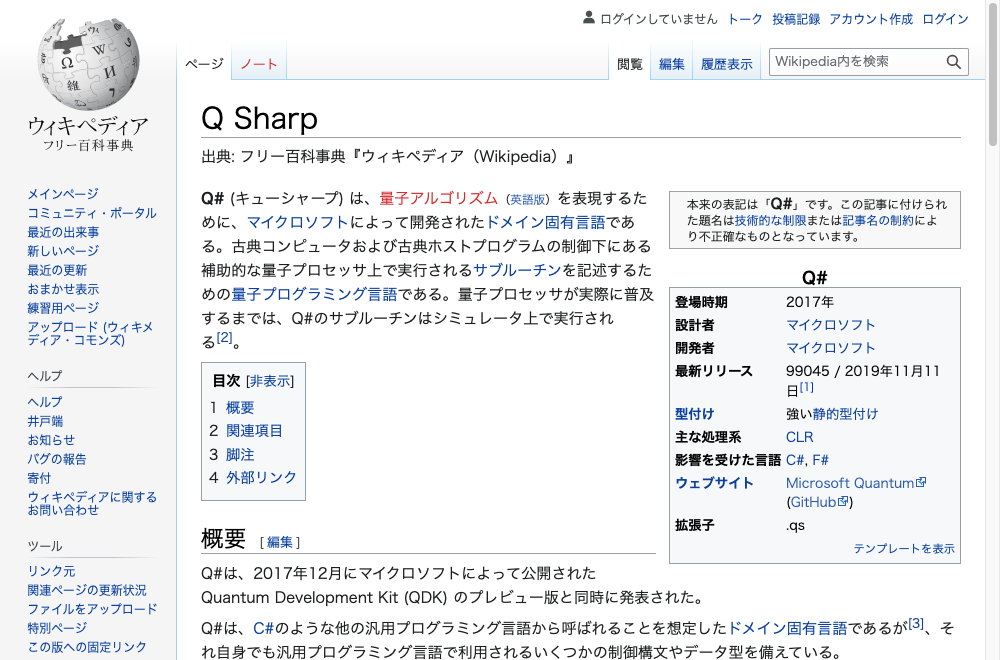 ログインしていません トーク 投稿記録 アカウント作成 ログイン
ページ ノート 閲覧 編集 履歴表示 Wikipedia内を検索
ウィキペディア
フリー百科事典
メインページ
コミュニティ・ポータル
最近の出来事
新しいページ
最近の更新
おまかせ表示
練習用ページ
アップロード (ウィキメ
ディア・コモンズ)
ヘルプ
ヘルプ
井戸端
お知らせ
バグの報告
寄付
ウィキペディアに関する
お問い合わせ
ツール
リンク元
関連ページの更新状況
ファイルをアップロード
特別ページ
この版への固定リンク
Q Sharp
出典: フリー百科事典『ウィキペディア（Wikipedia）』
Q# (キューシャープ) は、量子アルゴリズム（英語版）を表現するた
めに、マイクロソフトによって開発されたドメイン固有言語であ
る。古典コンピュータおよび古典ホストプログラムの制御下にある
補助的な量子プロセッサ上で実行されるサブルーチンを記述するた
めの量子プログラミング言語である。量子プロセッサが実際に普及
するまでは、Q#のサブルーチンはシミュレータ上で実行され
る[2]。
本来の表記は「Q#」です。この記事に付けられ
た題名は技術的な制限または記事名の制約によ
り不正確なものとなっています。
Q#
登場時期 2017年
設計者 マイクロソフト
開発者 マイクロソフト
最新リリース 99045 / 2019年11月11
日[1]
型付け 強い静的型付け
主な処理系 CLR
影響を受けた言語 C#, F#
ウェブサイト Microsoft Quantum
(GitHub)
拡張子 .qs
テンプレートを表示
目次 [非表示]
1 概要
2 関連項目
3 脚注
4 外部リンク
概要 [編集]
Q#は、2017年12月にマイクロソフトによって公開された
Quantum Development Kit (QDK) のプレビュー版と同時に発表された。
Q#は、C#のような他の汎用プログラミング言語から呼ばれることを想定したドメイン固有言語であるが[3]、そ
れ自身でも汎用プログラミング言語で利用されるいくつかの制御構文やデータ型を備えている。